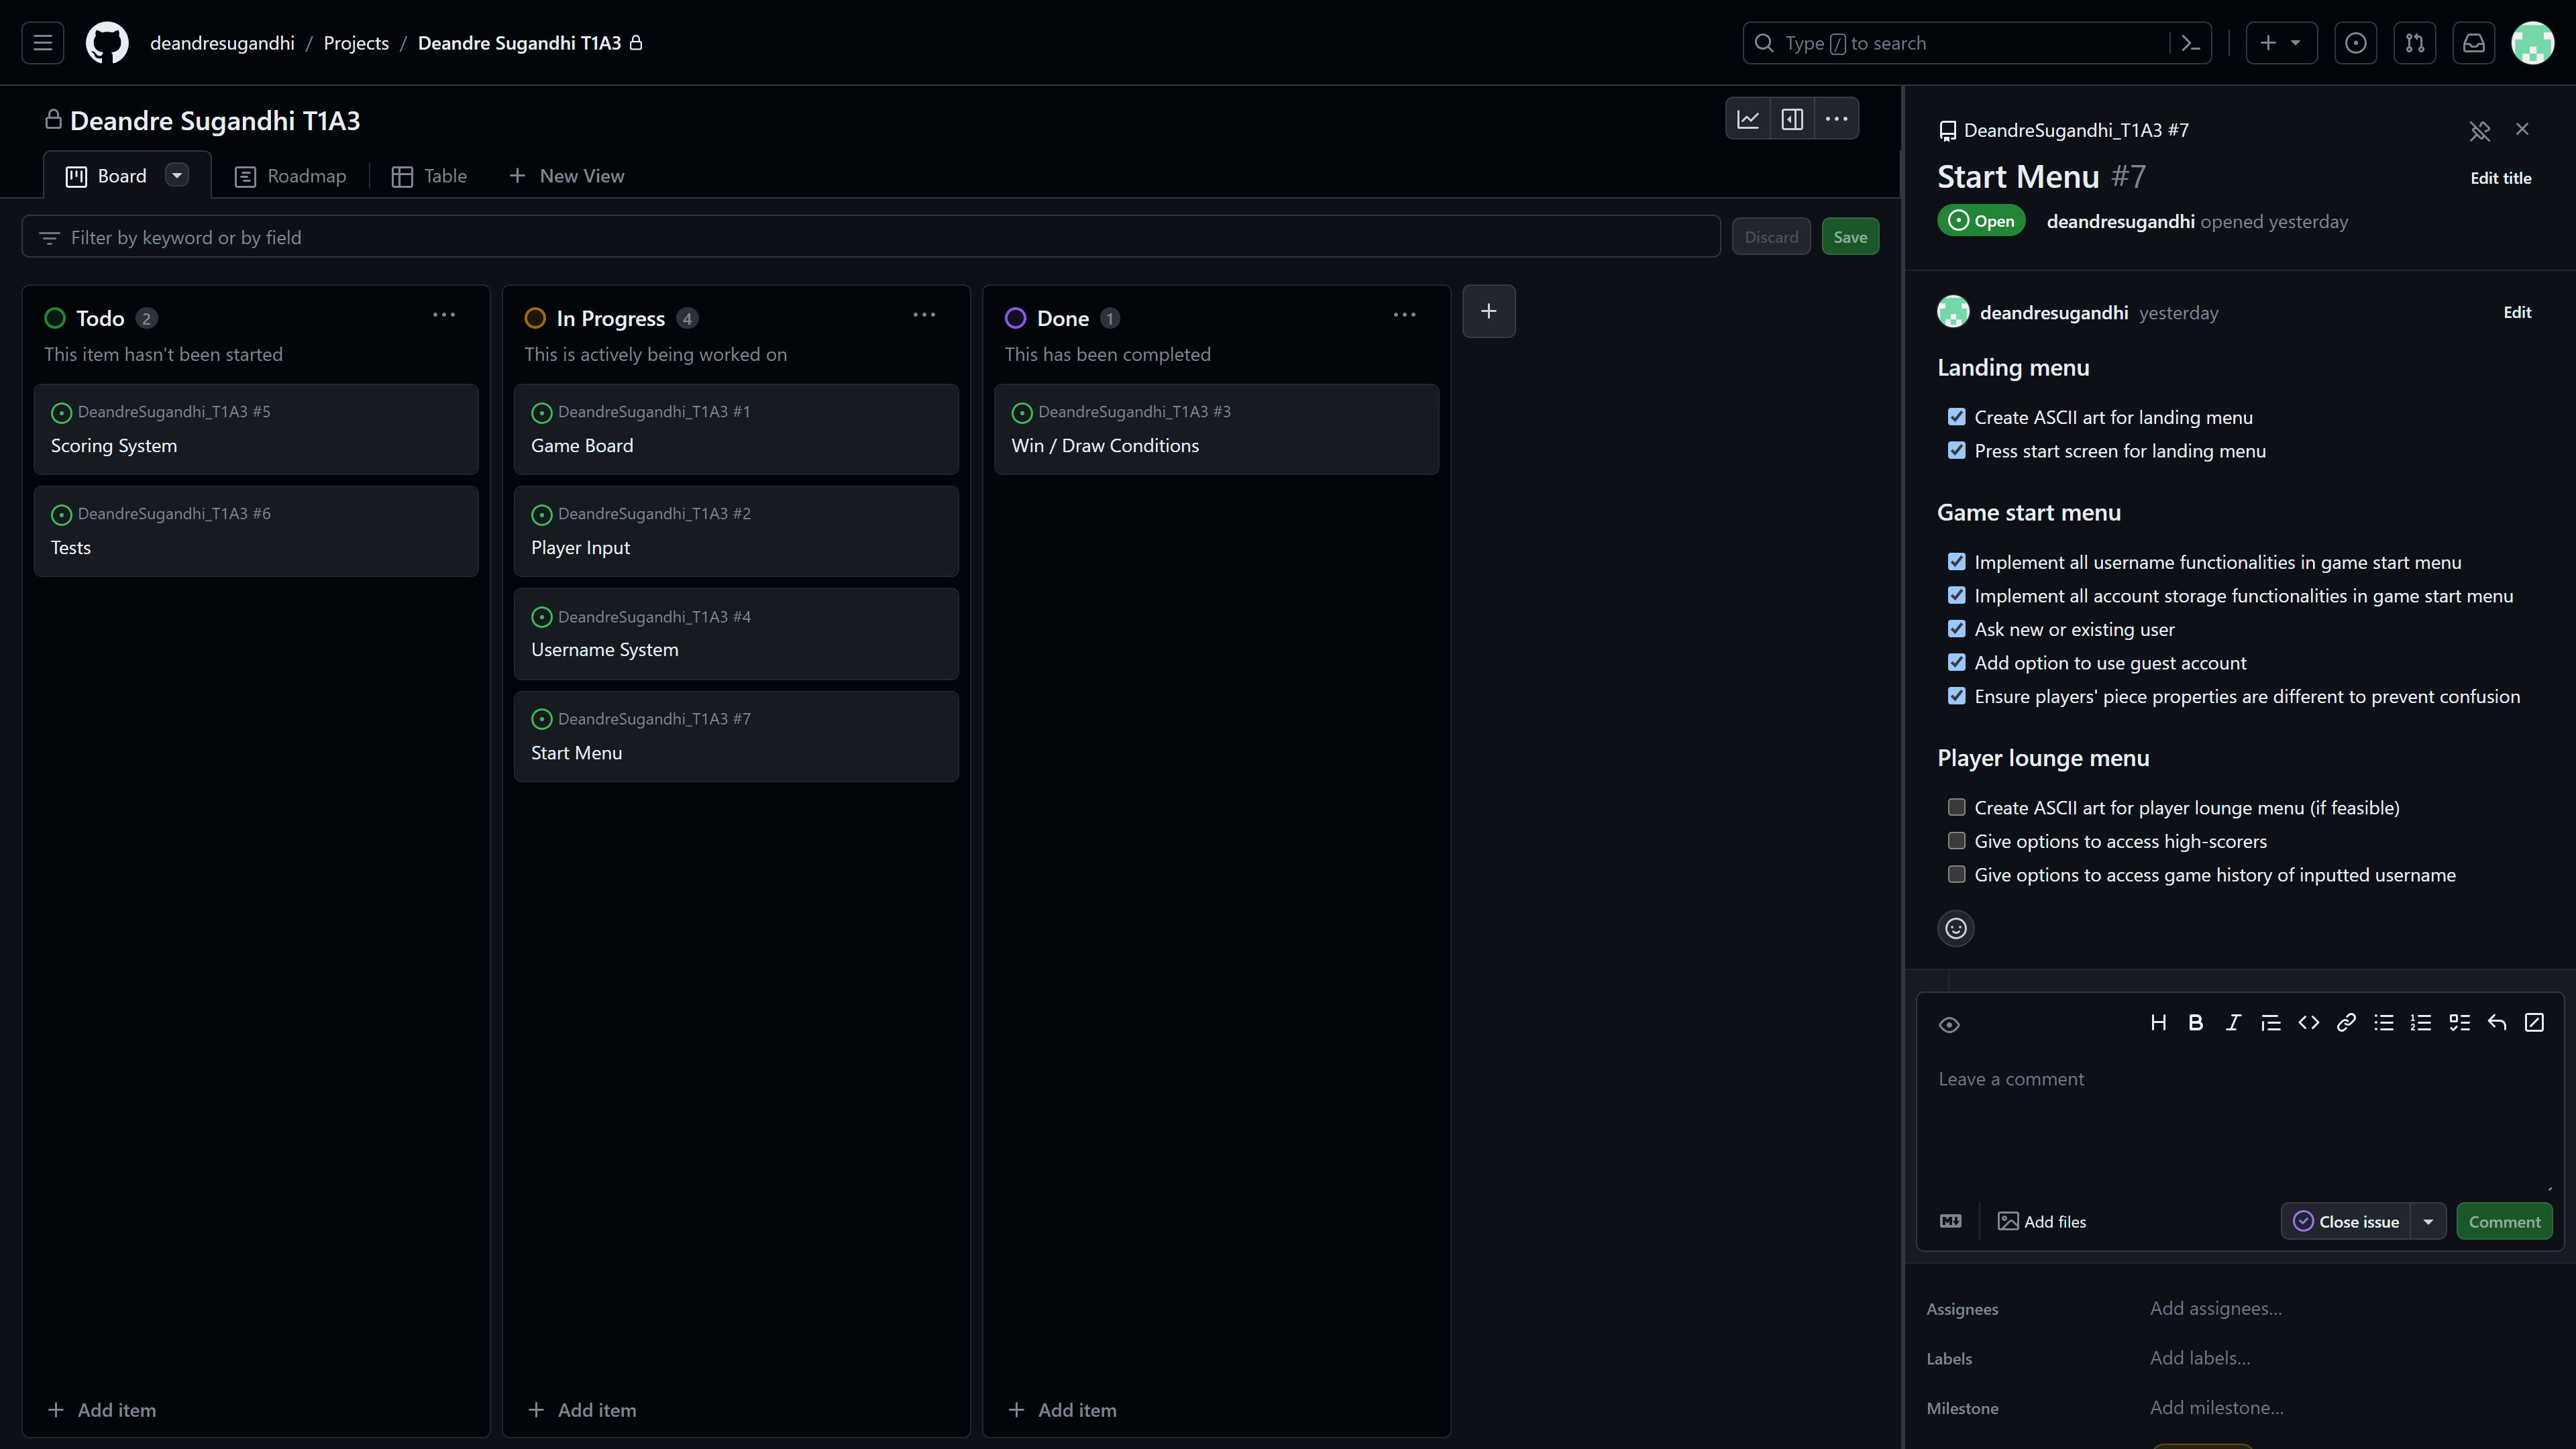 deandresugandhi / Projects / Deandre Sugandhi T1A3
Type / to search
Deandre Sugandhi T1A3
Board
Roadmap
Table
New View
Filter by keyword or by field
Discard
Save
Todo 2
This item hasn't been started
DeandreSugandhi_T1A3 #5
Scoring System
DeandreSugandhi_T1A3 #6
Tests
Add item
In Progress 4
This is actively being worked on
DeandreSugandhi_T1A3 #1
Game Board
DeandreSugandhi_T1A3 #2
Player Input
DeandreSugandhi_T1A3 #4
Username System
DeandreSugandhi_T1A3 #7
Start Menu
Add item
Done 1
This has been completed
DeandreSugandhi_T1A3 #3
Win / Draw Conditions
Add item
DeandreSugandhi_T1A3 #7
Start Menu #7
Edit title
Open
deandresugandhi opened yesterday
deandresugandhi yesterday
Edit
Landing menu
Create ASCII art for landing menu
Press start screen for landing menu
Game start menu
Implement all username functionalities in game start menu
Implement all account storage functionalities in game start menu
Ask new or existing user
Add option to use guest account
Ensure players' piece properties are different to prevent confusion
Player lounge menu
Create ASCII art for player lounge menu (if feasible)
Give options to access high-scorers
Give options to access game history of inputted username
Leave a comment
Add files
Close issue
Comment
Assignees
Add assignees...
Labels
Add labels...
Milestone
Add milestone...